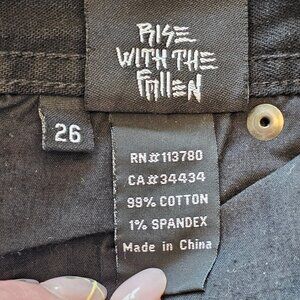 RISE
WITH THE
FALLEN
26
RN#113780
CA#34434
99% COTTON
1% SPANDEX
Made in China